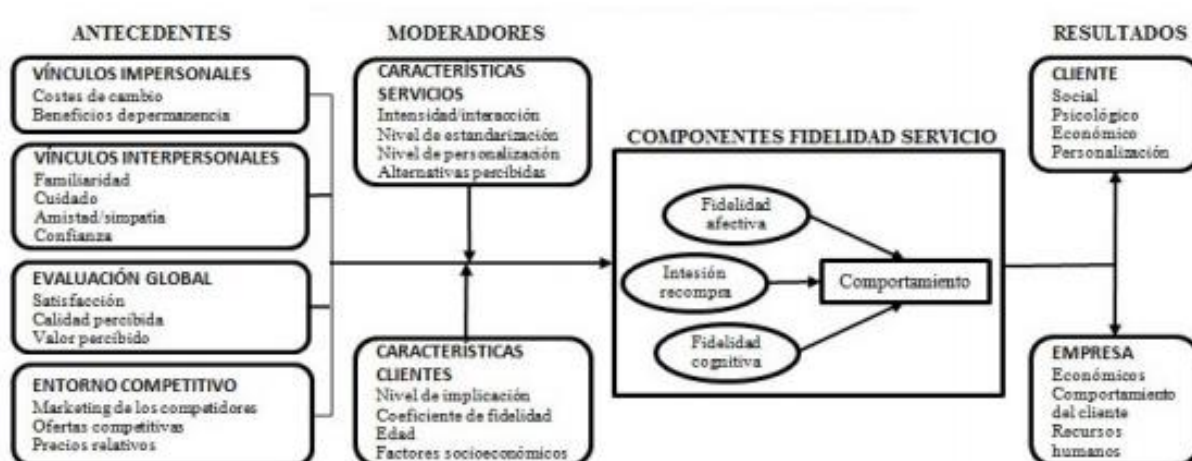 ANTECEDENTES
VÍNCULOS IMPERSONALES
Costes de cambio
Beneficios de permanencia
VÍNCULOS INTERPERSONALES
Familiaridad
Cuidado
Amistad/simpatía
Confianza
EVALUACIÓN GLOBAL
Satisfacción
Calidad percibida
Valor percibido
ENTORNO COMPETITIVO
Marketing de los competidores
Ofertas competitivas
Precios relativos
MODERADORES
CARACTERÍSTICAS
SERVICIOS
Intensidad/interacción
Nivel de estandarización
Nivel de personalización
Alternativas percibidas
CARACTERÍSTICAS
CLIENTES
Nivel de implicación
Coeficiente de fidelidad
Edad
Factores socioeconómicos
COMPONENTES FIDELIDAD SERVICIO
Fidelidad
afectiva
Intesión
recompra
Fidelidad
cognitiva
Comportamiento
RESULTADOS
CLIENTE
Social
Psicológico
Económico
Personalización
EMPRESA
Económicos
Comportamiento
del cliente
Recursos
humanos